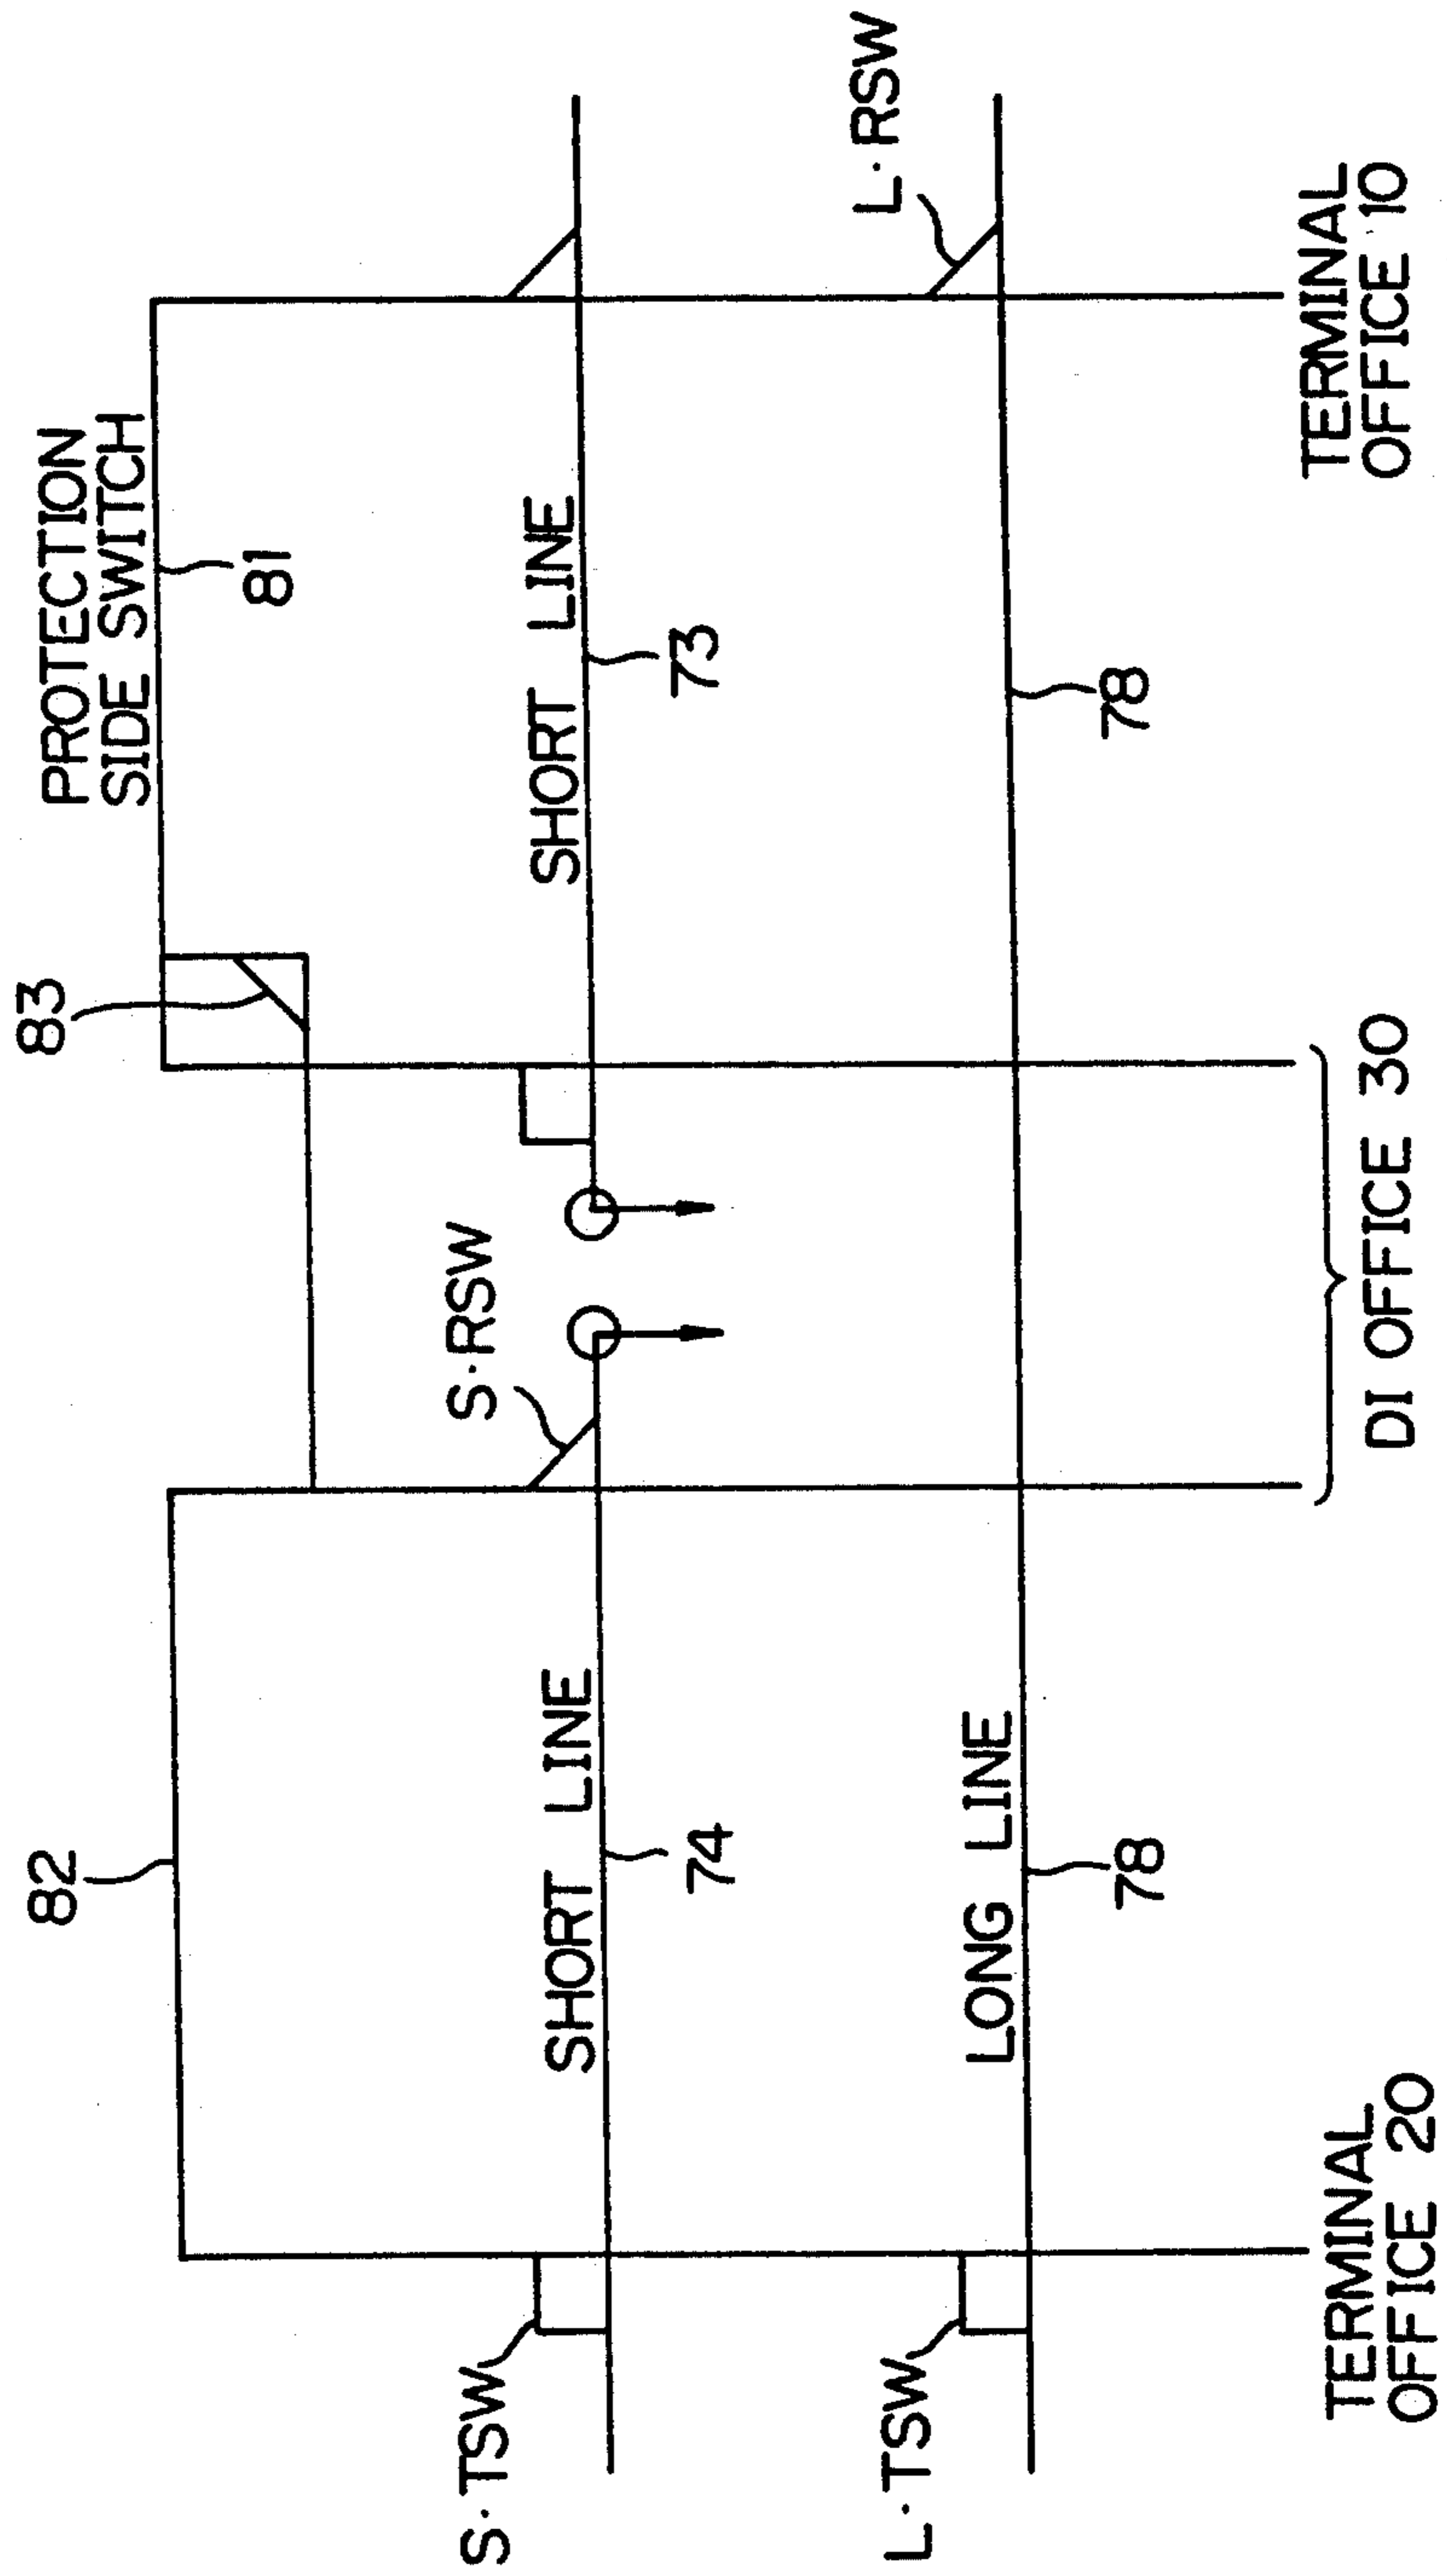 82
83
PROTECTION
SIDE SWITCH
81
S·TSW
SHORT LINE
74
S·RSW
SHORT LINE
73
L·TSW
LONG LINE
78
78
L·RSW
TERMINAL
OFFICE 20
DI OFFICE 30
TERMINAL
OFFICE 10